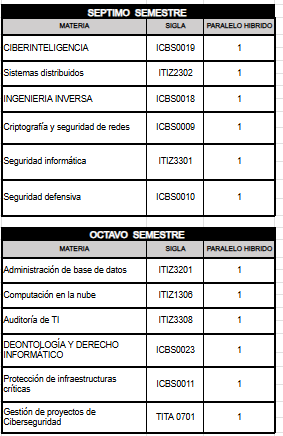 SEPTIMO SEMESTRE
MATERIA SIGLA PARALELO HIBRIDO
CIBERINTELIGENCIA ICBS0019 1
Sistemas distribuidos ITIZ2302 1
INGENIERIA INVERSA ICBS0018 1
Criptografía y seguridad de redes ICBS0009 1
Seguridad informática ITIZ3301 1
Seguridad defensiva ICBS0010 1
OCTAVO SEMESTRE
MATERIA SIGLA PARALELO HIBRIDO
Administración de base de datos ITIZ3201 1
Computación en la nube ITIZ1306 1
Auditoría de TI ITIZ3308 1
DEONTOLOGÍA Y DERECHO
INFORMÁTICO ICBS0023 1
Protección de infraestructuras
críticas ICBS0011 1
Gestión de proyectos de
Ciberseguridad TITA 0701 1